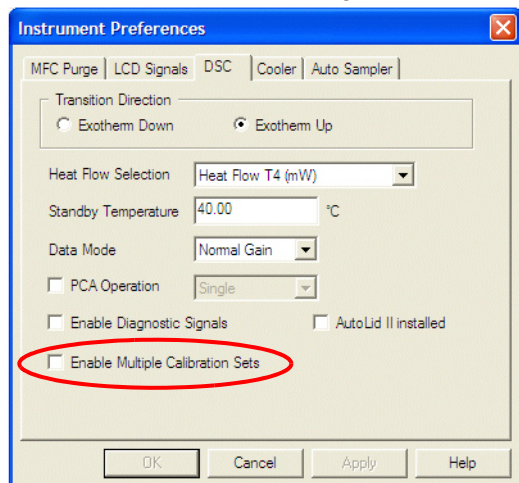 Instrument Preferences
MFC Purge LCD Signals DSC Cooler Auto Sampler
Transition Direction
Exotherm Down Exotherm Up
Heat Flow Selection Heat Flow T4 (mW)
Standby Temperature 40.00 °C
Data Mode Normal Gain
PCA Operation Single
Enable Diagnostic Signals AutoLid II installed
Enable Multiple Calibration Sets
OK Cancel Apply Help